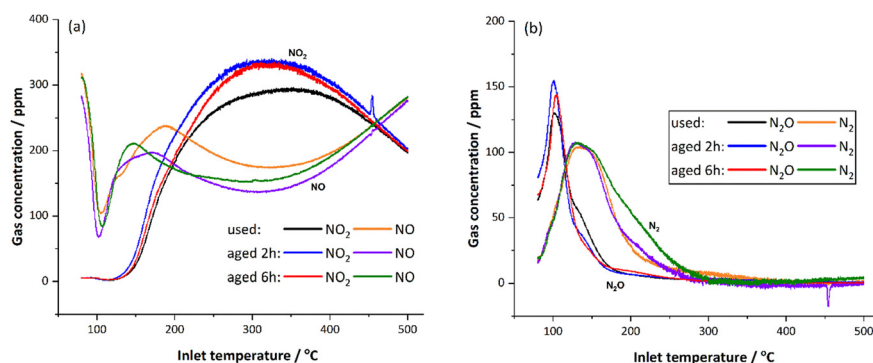 (a)
Gas concentration / ppm
400
300
200
100
0
NO₂
NO
used: NO₂ NO
aged 2h: NO₂ NO
aged 6h: NO₂ NO
100 200 300 400 500
Inlet temperature / °C
(b)
Gas concentration / ppm
200
150
100
50
0
used: N₂O N₂
aged 2h: N₂O N₂
aged 6h: N₂O N₂
N₂
N₂O
0 100 200 300 400 500
Inlet temperature / °C